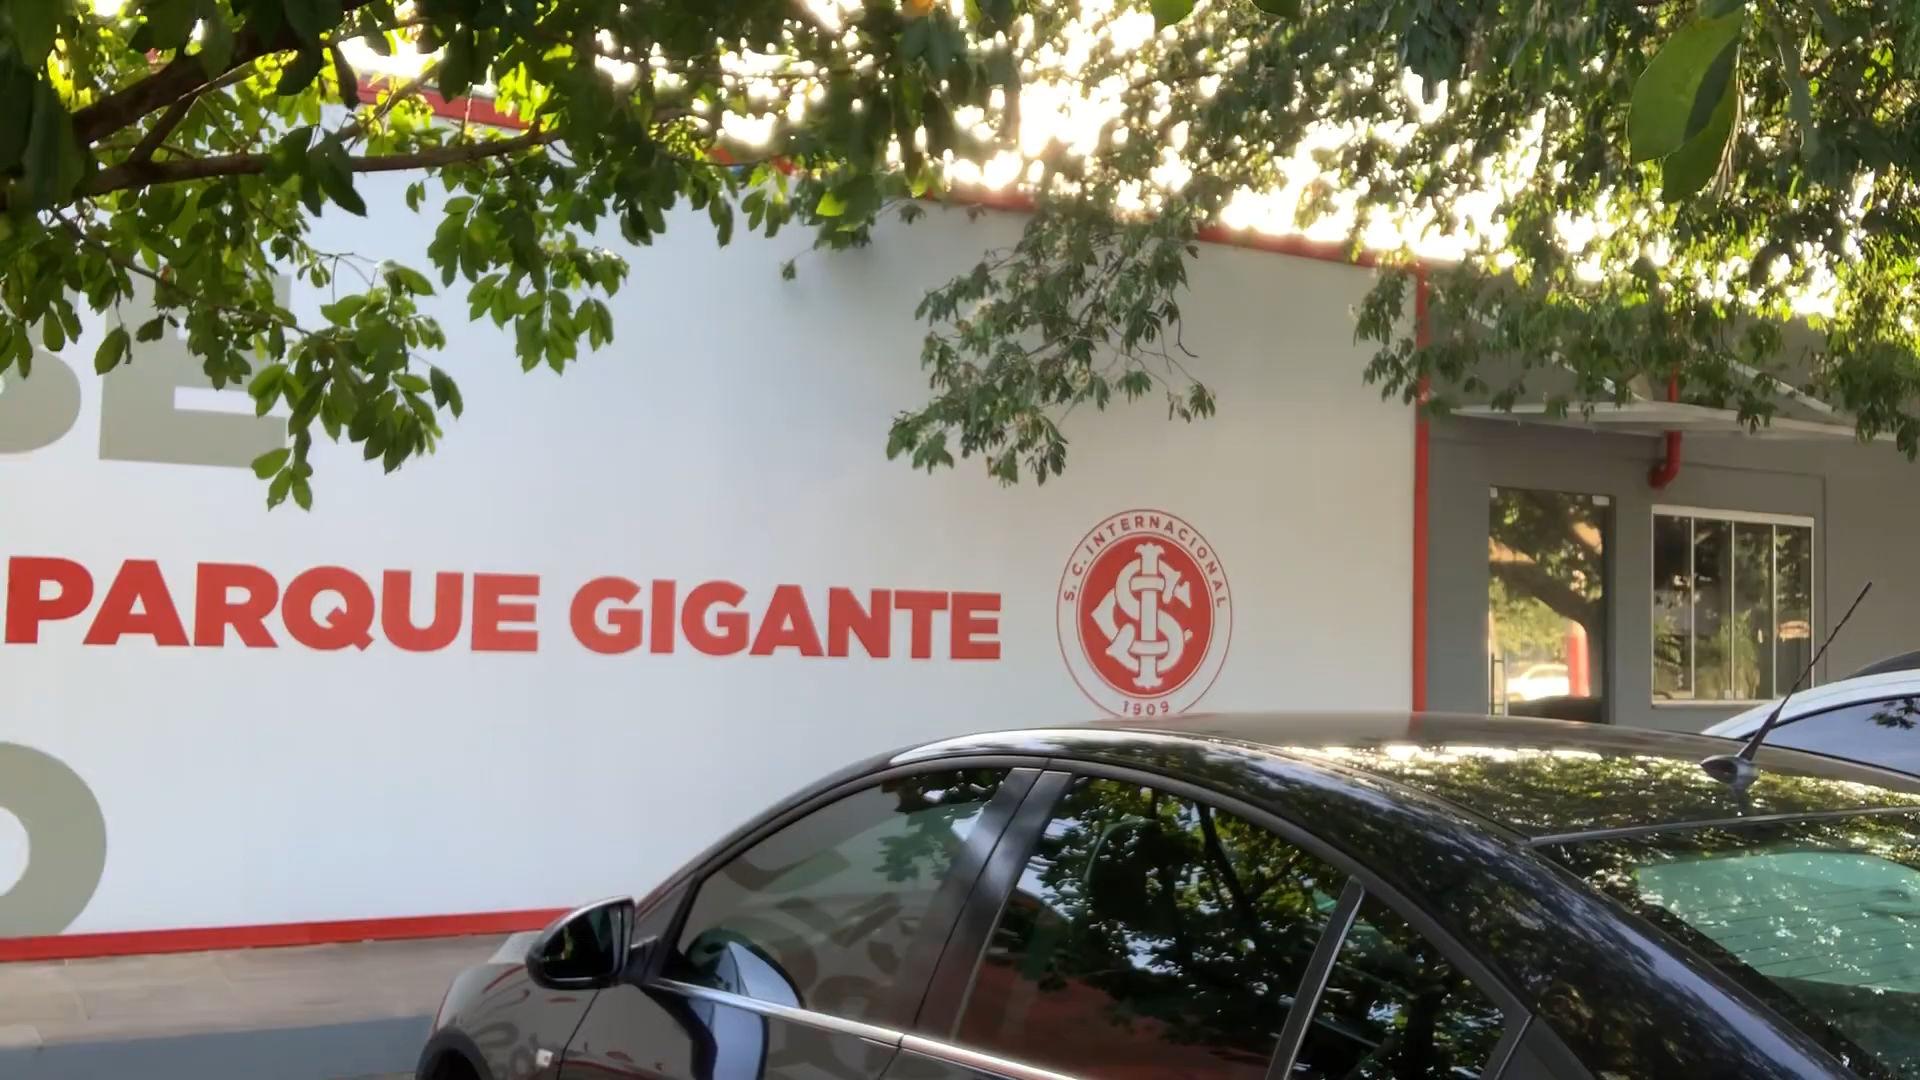 PARQUE GIGANTE
S. C. INTERNACIONAL
1909